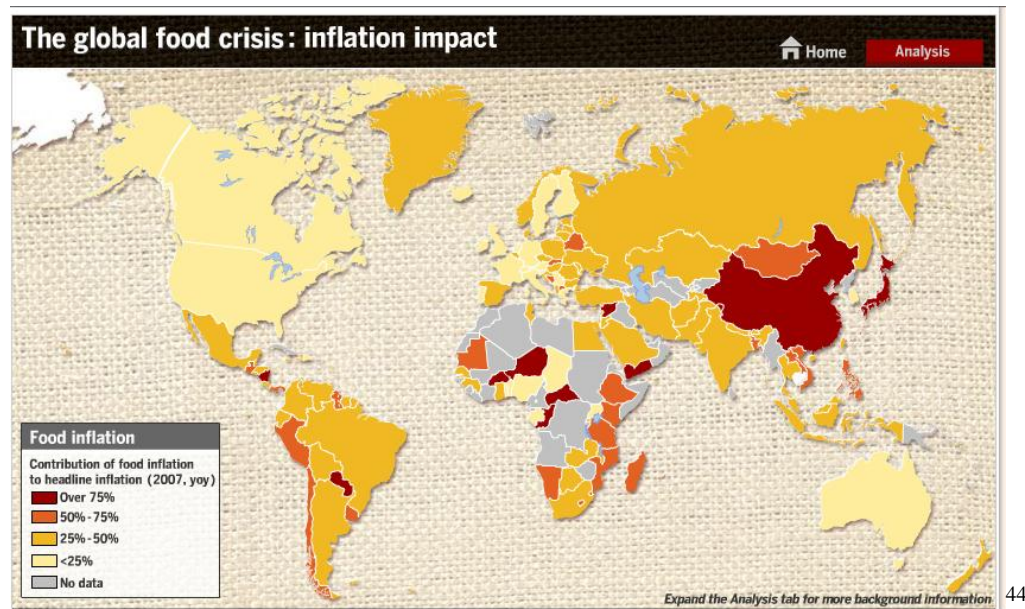 The global food crisis: inflation impact
Home
Analysis
Food inflation
Contribution of food inflation
to headline inflation (2007, yoy)
Over 75%
50%-75%
25%-50%
<25%
No data
Expand the Analysis tab for more background information
44